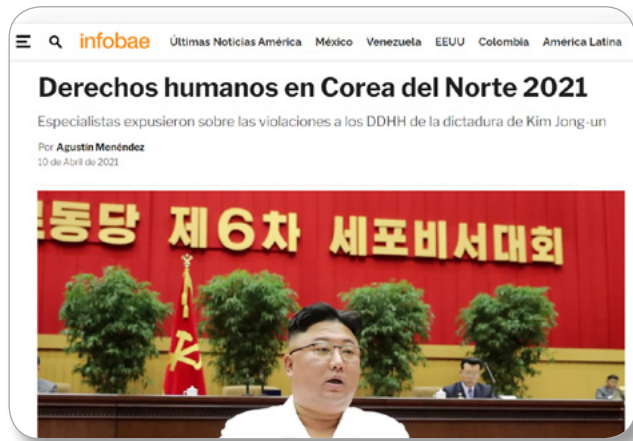 infobae Últimas Noticias América México Venezuela EEUU Colombia América Latina
Derechos humanos en Corea del Norte 2021
Especialistas expusieron sobre las violaciones a los DDHH de la dictadura de Kim Jong-un
Por Agustín Menéndez
10 de Abril de 2021
동당 제6차 세포비서대회